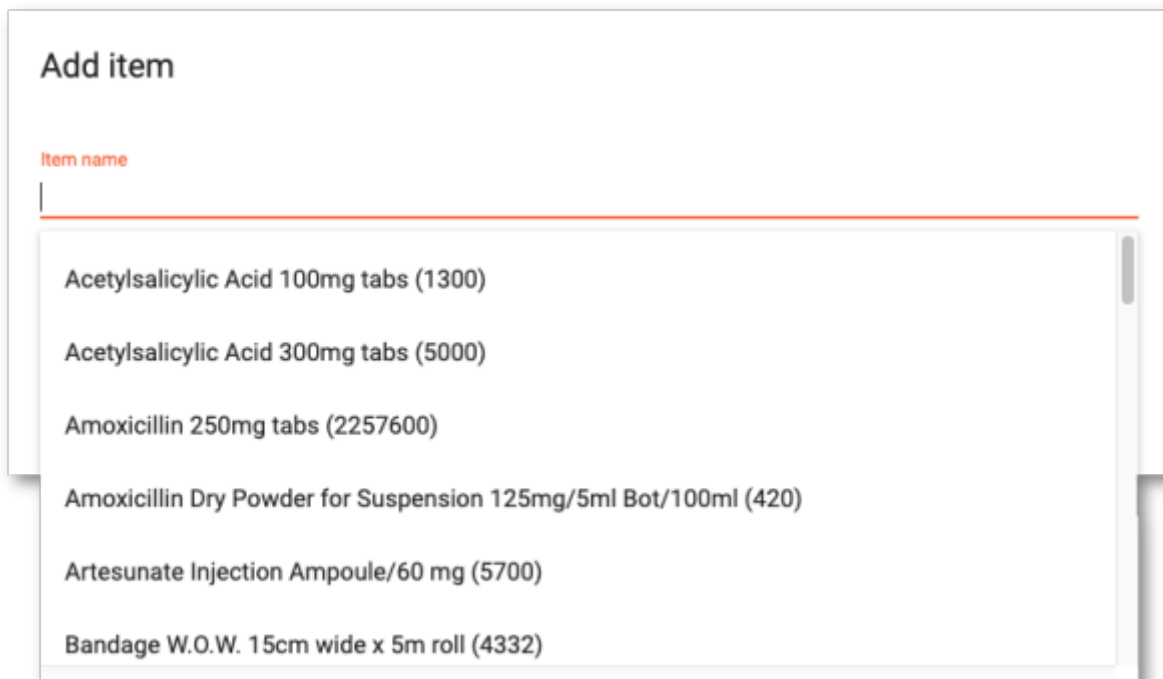 Add item
Item name
Acetylsalicylic Acid 100mg tabs (1300)
Acetylsalicylic Acid 300mg tabs (5000)
Amoxicillin 250mg tabs (2257600)
Amoxicillin Dry Powder for Suspension 125mg/5ml Bot/100ml (420)
Artesunate Injection Ampoule/60 mg (5700)
Bandage W.O.W. 15cm wide x 5m roll (4332)